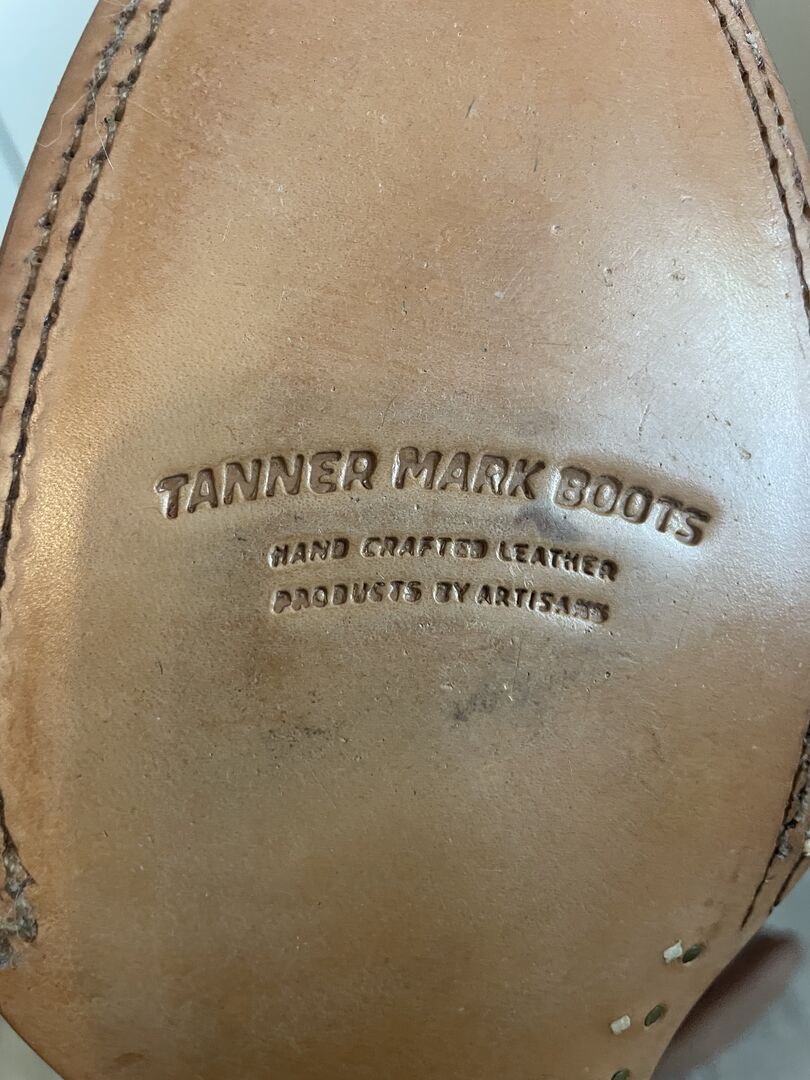 TANNER MARK BOOTS
HAND CRAFTED LEATHER
PRODUCTS BY ARTISANS